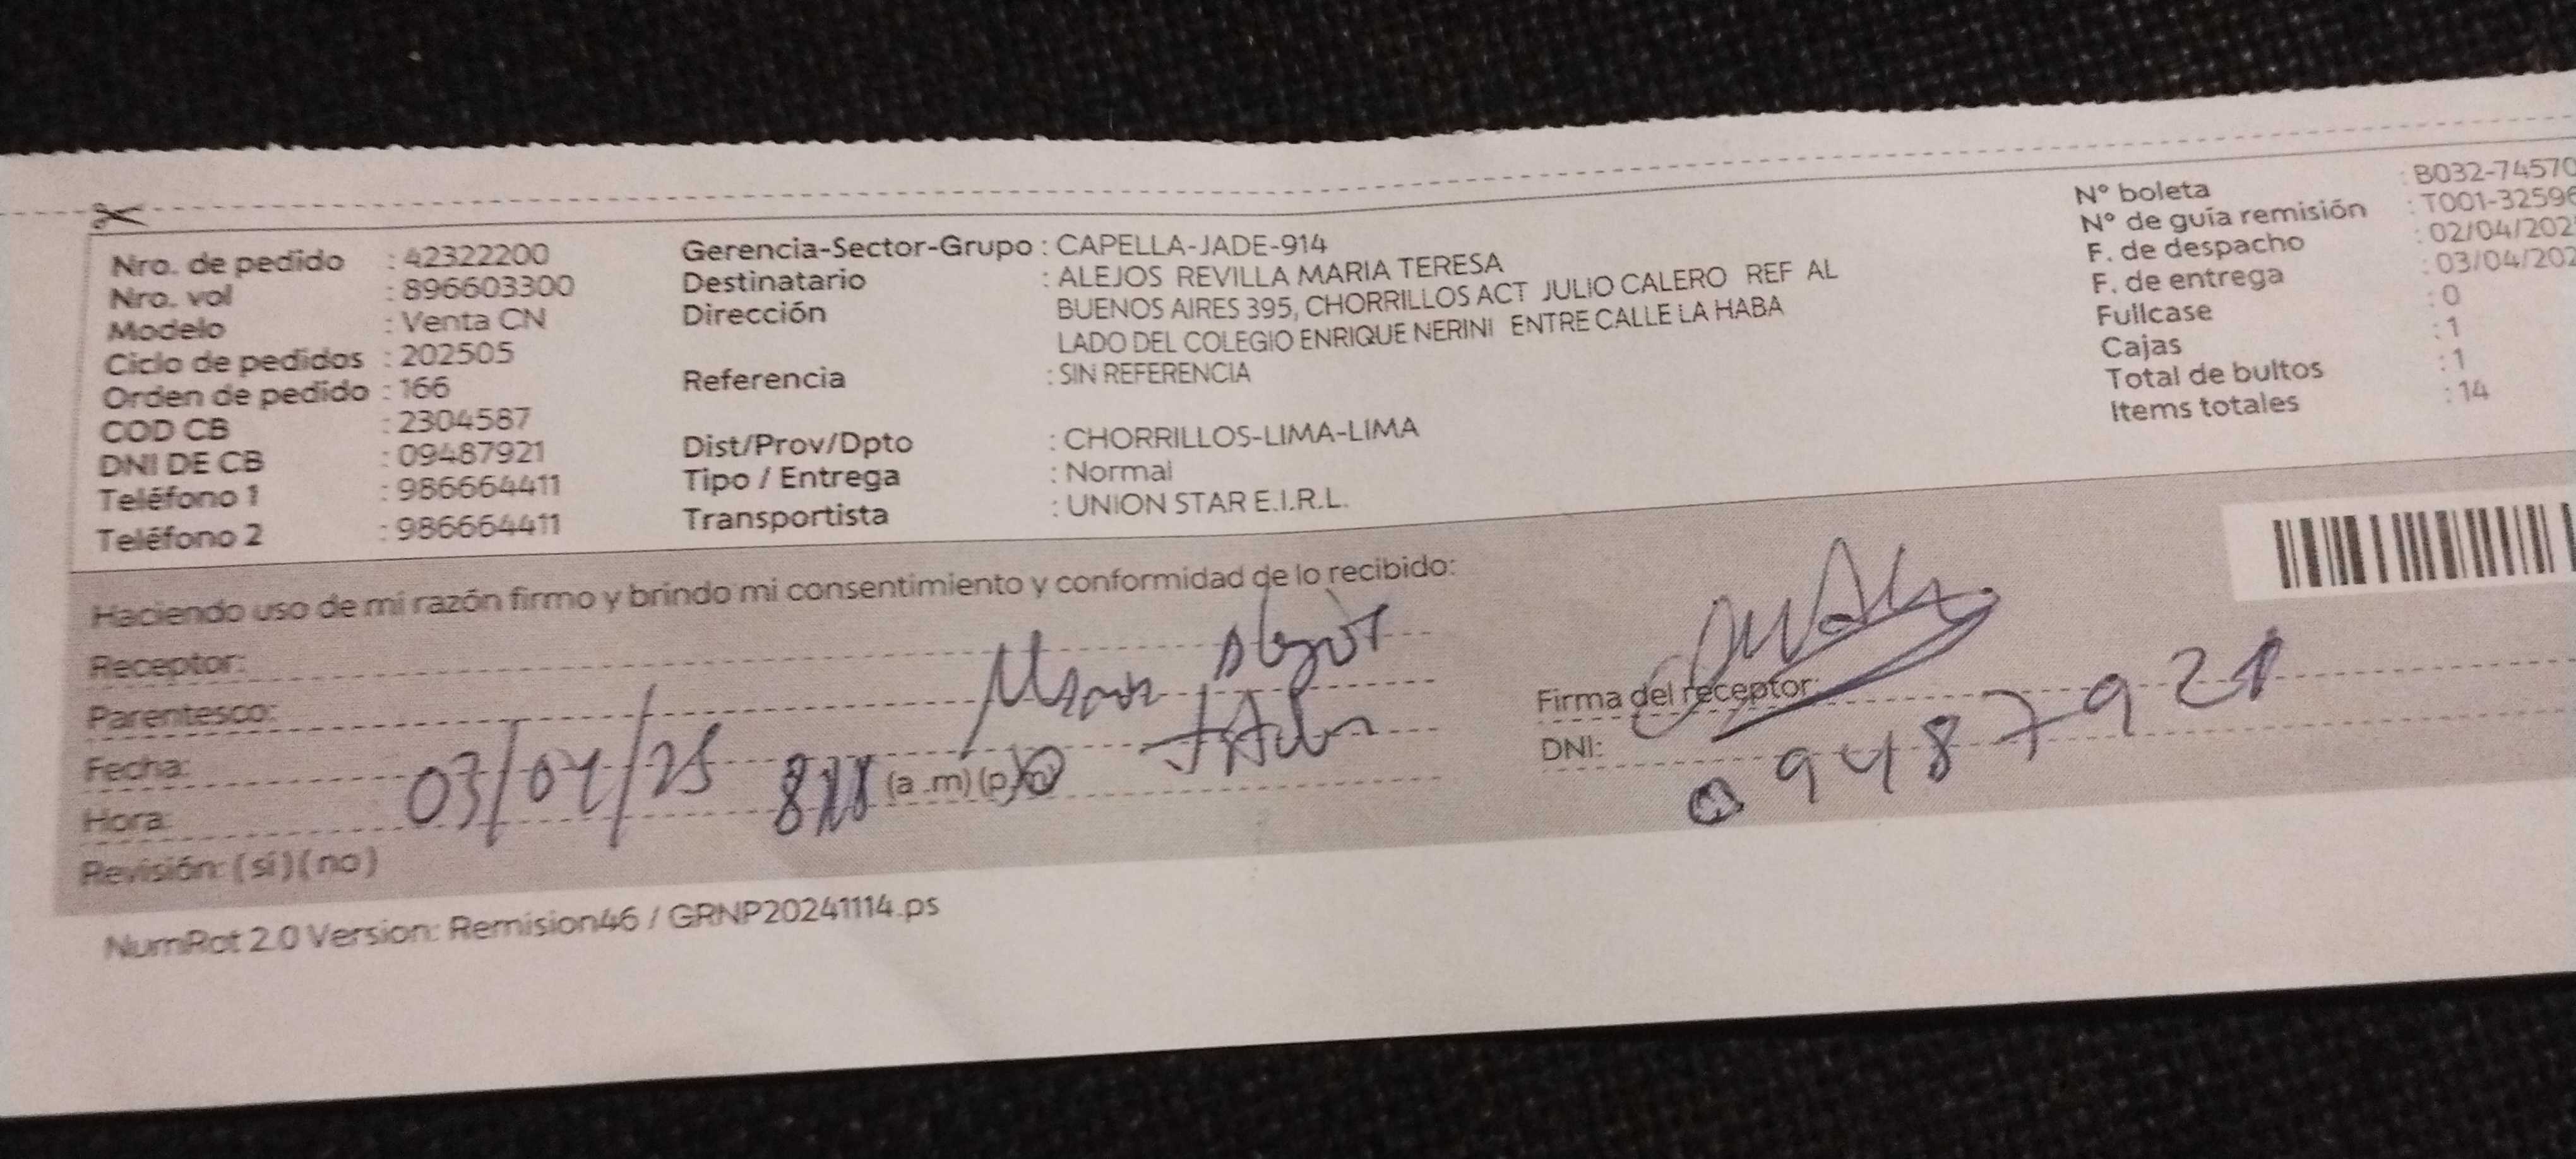 Nro. de pedido : 42322200
Nro. vol : 896603300
Modelo : Venta CN
Ciclo de pedidos : 202505
Orden de pedido : 166
COD CB : 2304587
DNI DE CB : 09487921
Teléfono 1 : 986664411
Teléfono 2 : 986664411
Gerencia-Sector-Grupo : CAPELLA-JADE-914
Destinatario : ALEJOS REVILLA MARIA TERESA
Dirección BUENOS AIRES 395, CHORRILLOS ACT JULIO CALERO REF AL
LADO DEL COLEGIO ENRIQUE NERINI ENTRE CALLE LA HABA
Referencia : SIN REFERENCIA
Dist/Prov/Dpto : CHORRILLOS-LIMA-LIMA
Tipo / Entrega : Normal
Transportista : UNION STAR E.I.R.L.
N° boleta : B032-74570
N° de guía remisión : T001-32596
F. de despacho : 02/04/202
F. de entrega : 03/04/202
Fullcase : 0
Cajas : 1
Total de bultos : 1
Items totales : 14
Haciendo uso de mi razón firmo y brindo mi consentimiento y conformidad de lo recibido:
Receptor: Alejos
Parentesco: Maria
Fecha: 03/04/25
Hora: (a .m) (p
Revisión: (si) (no)
Firma del receptor:
DNI: 09487921
NumRot 2.0 Version: Remision46 / GRNP20241114.ps